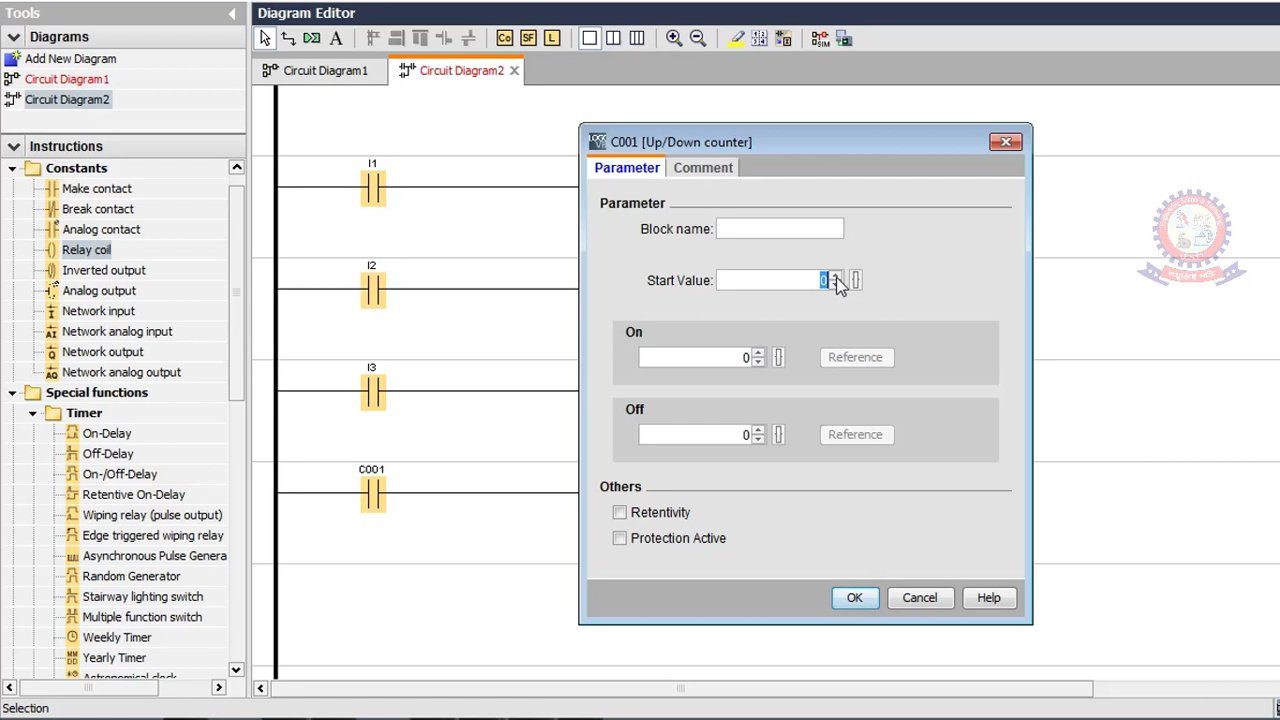 Tools
Diagram Editor
Diagrams
Add New Diagram
Circuit Diagram1
Circuit Diagram2
Instructions
Constants
Make contact
Break contact
Analog contact
Relay coil
Inverted output
Analog output
Network input
Network analog input
Network output
Network analog output
Special functions
Timer
On-Delay
Off-Delay
On-/Off-Delay
Retentive On-Delay
Wiping relay (pulse output)
Edge triggered wiping relay
Asynchronous Pulse Genera
Random Generator
Stairway lighting switch
Multiple function switch
Weekly Timer
Yearly Timer
Astronomical clock
Selection
A
Co SF L
Circuit Diagram1 Circuit Diagram2
I1
I2
I3
C001
C001 [Up/Down counter]
Parameter Comment
Parameter
Block name:
Start Value: 0
On
0 Reference
Off
0 Reference
Others
Retentivity
Protection Active
OK Cancel Help